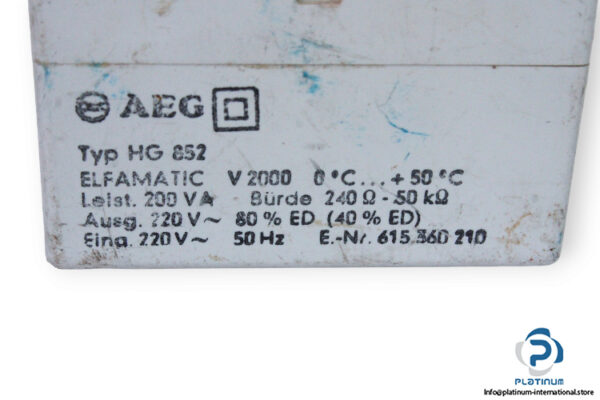 AEG
Typ HG 852
ELFAMATIC V 2000 0 °C ... + 50 °C
Leist. 200 VA Bürde 240 Ω - 50 kΩ
Ausg. 220 V ~ 80 % ED (40 % ED)
Eing. 220 V ~ 50 Hz E.-Nr. 615 360 210
PLATINUM
Info@platinum-international.store